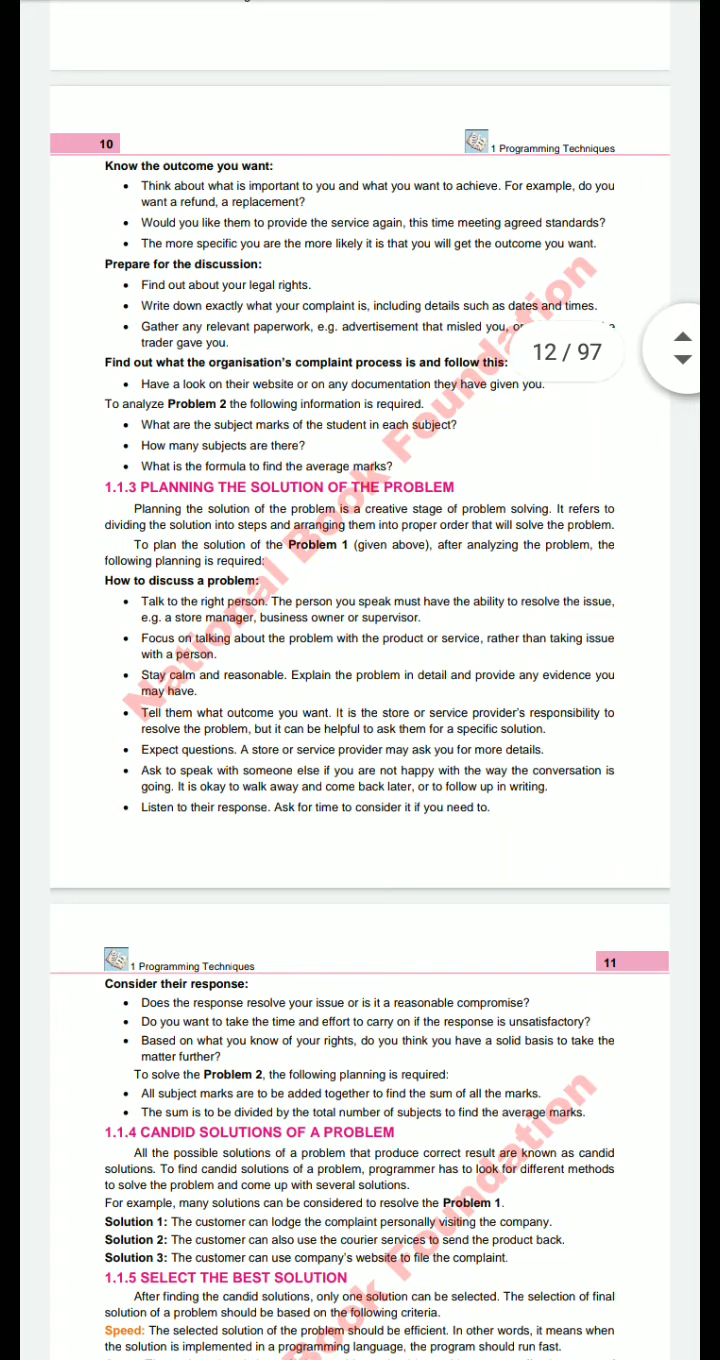 10
1 Programming Techniques
Know the outcome you want:
• Think about what is important to you and what you want to achieve. For example, do you
want a refund, a replacement?
• Would you like them to provide the service again, this time meeting agreed standards?
• The more specific you are the more likely it is that you will get the outcome you want.
Prepare for the discussion:
• Find out about your legal rights.
• Write down exactly what your complaint is, including details such as dates and times.
• Gather any relevant paperwork, e.g. advertisement that misled you, or
trader gave you.
12 / 97
Find out what the organisation's complaint process is and follow this:
• Have a look on their website or on any documentation they have given you.
To analyze Problem 2 the following information is required.
• What are the subject marks of the student in each subject?
• How many subjects are there?
• What is the formula to find the average marks?
1.1.3 PLANNING THE SOLUTION OF THE PROBLEM
Planning the solution of the problem is a creative stage of problem solving. It refers to
dividing the solution into steps and arranging them into proper order that will solve the problem.
To plan the solution of the Problem 1 (given above), after analyzing the problem, the
following planning is required:
How to discuss a problem:
• Talk to the right person. The person you speak must have the ability to resolve the issue,
e.g. a store manager, business owner or supervisor.
• Focus on talking about the problem with the product or service, rather than taking issue
with a person.
• Stay calm and reasonable. Explain the problem in detail and provide any evidence you
may have.
• Tell them what outcome you want. It is the store or service provider's responsibility to
resolve the problem, but it can be helpful to ask them for a specific solution.
• Expect questions. A store or service provider may ask you for more details.
• Ask to speak with someone else if you are not happy with the way the conversation is
going. It is okay to walk away and come back later, or to follow up in writing.
• Listen to their response. Ask for time to consider it if you need to.
National Book Foundation
1 Programming Techniques
11
Consider their response:
• Does the response resolve your issue or is it a reasonable compromise?
• Do you want to take the time and effort to carry on if the response is unsatisfactory?
• Based on what you know of your rights, do you think you have a solid basis to take the
matter further?
To solve the Problem 2, the following planning is required:
• All subject marks are to be added together to find the sum of all the marks.
• The sum is to be divided by the total number of subjects to find the average marks.
1.1.4 CANDID SOLUTIONS OF A PROBLEM
All the possible solutions of a problem that produce correct result are known as candid
solutions. To find candid solutions of a problem, programmer has to look for different methods
to solve the problem and come up with several solutions.
For example, many solutions can be considered to resolve the Problem 1.
Solution 1: The customer can lodge the complaint personally visiting the company.
Solution 2: The customer can also use the courier services to send the product back.
Solution 3: The customer can use company's website to file the complaint.
1.1.5 SELECT THE BEST SOLUTION
After finding the candid solutions, only one solution can be selected. The selection of final
solution of a problem should be based on the following criteria.
Speed: The selected solution of the problem should be efficient. In other words, it means when
the solution is implemented in a programming language, the program should run fast.
Book Foundation